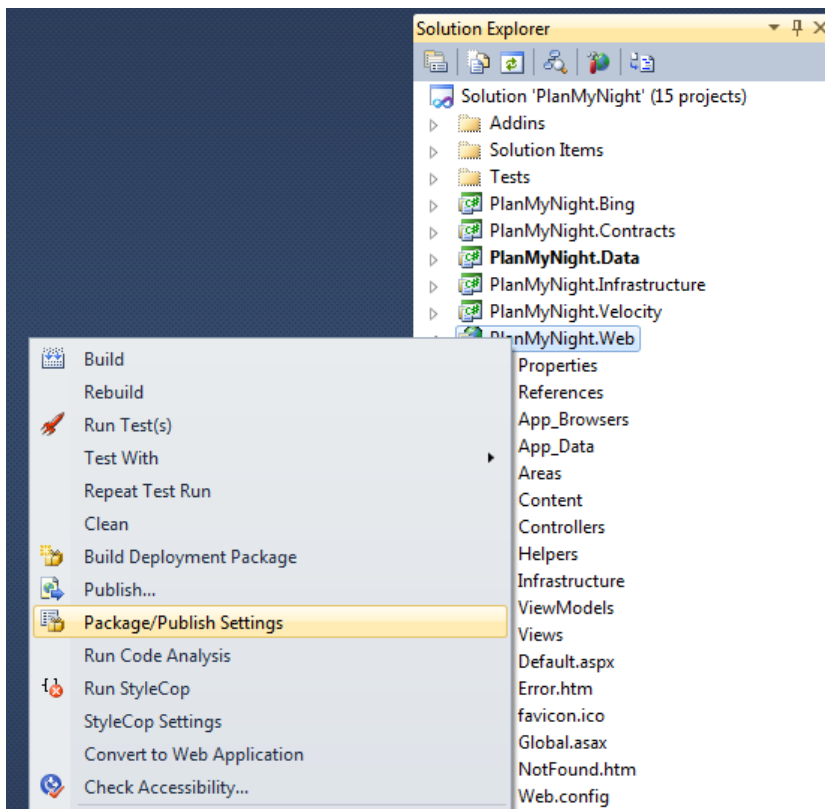 Solution Explorer
Solution 'PlanMyNight' (15 projects)
Addins
Solution Items
Tests
PlanMyNight.Bing
PlanMyNight.Contracts
PlanMyNight.Data
PlanMyNight.Infrastructure
PlanMyNight.Velocity
PlanMyNight.Web
Properties
References
App_Browsers
App_Data
Areas
Content
Controllers
Helpers
Infrastructure
ViewModels
Views
Default.aspx
Error.htm
favicon.ico
Global.asax
NotFound.htm
Web.config
Build
Rebuild
Run Test(s)
Test With
Repeat Test Run
Clean
Build Deployment Package
Publish...
Package/Publish Settings
Run Code Analysis
Run StyleCop
StyleCop Settings
Convert to Web Application
Check Accessibility...